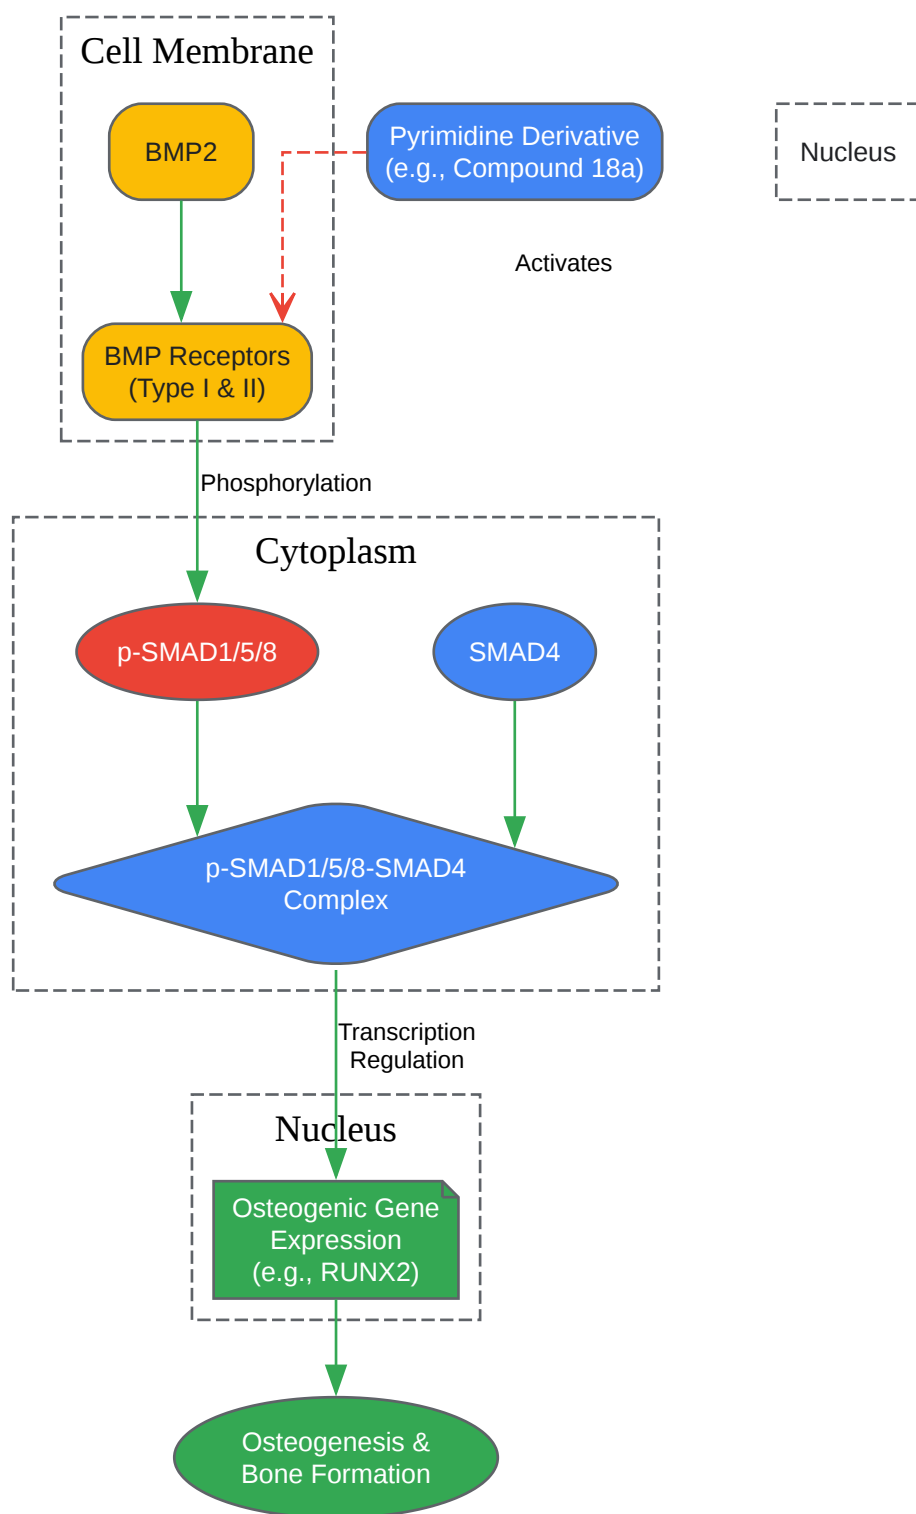 Cell Membrane
BMP2
Pyrimidine Derivative
(e.g., Compound 18a)
Nucleus
Activates
BMP Receptors
(Type I & II)
Phosphorylation
Cytoplasm
p-SMAD1/5/8
SMAD4
p-SMAD1/5/8-SMAD4
Complex
Transcription
Regulation
Nucleus
Osteogenic Gene
Expression
(e.g., RUNX2)
Osteogenesis &
Bone Formation